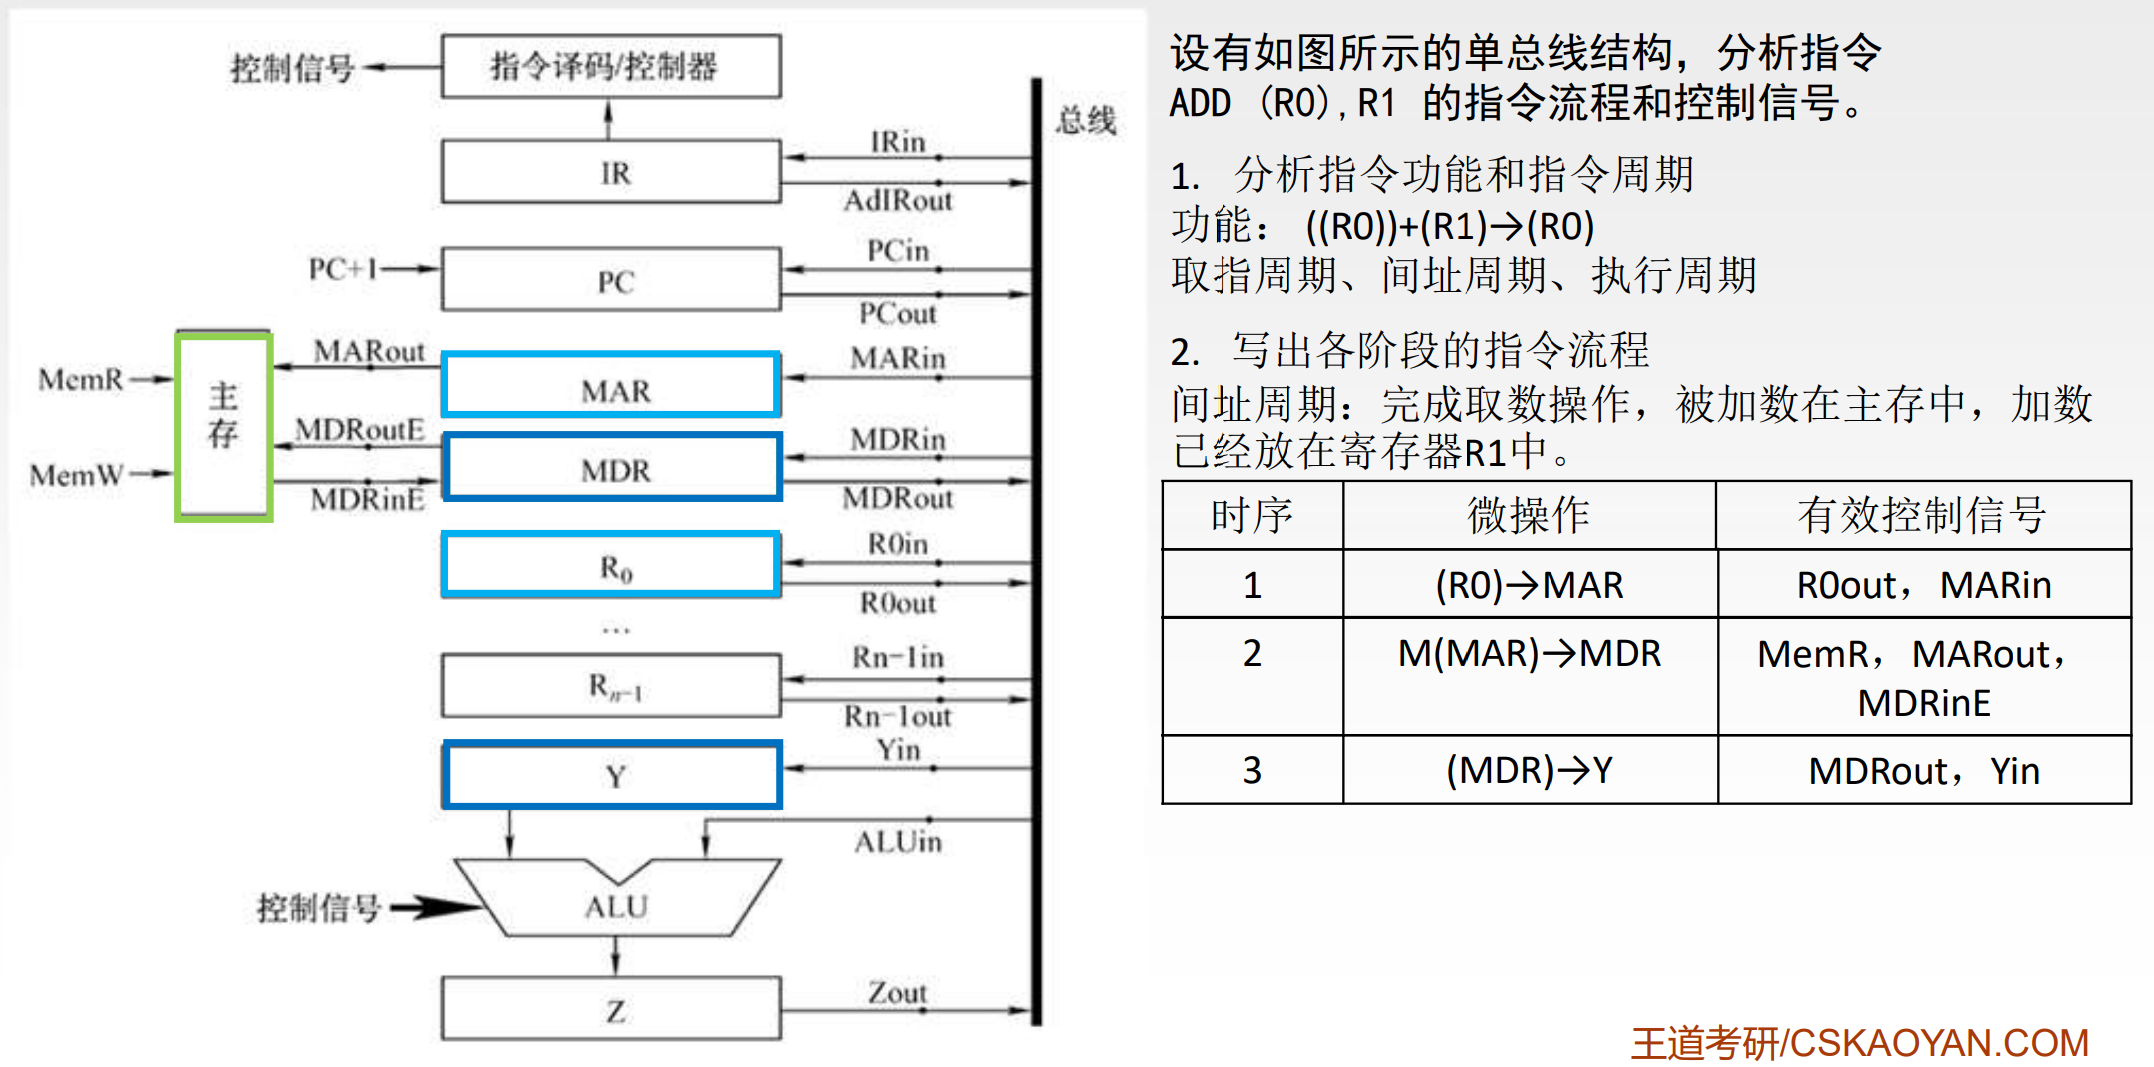 控制信号
指令译码/控制器
总线
IRin
IR
AdIRout
PCin
PC+1
PC
PCout
MARout
MARin
MemR
主存
MAR
MDRoutE
MDRin
MDR
MemW
MDRinE
MDRout
R0in
R0
R0out
…
Rn-1in
Rn-1
Rn-1out
Yin
Y
ALUin
控制信号
ALU
Zout
Z
设有如图所示的单总线结构，分析指令
ADD (R0),R1 的指令流程和控制信号。
1. 分析指令功能和指令周期
功能： ((R0))+(R1)→(R0)
取指周期、间址周期、执行周期
2. 写出各阶段的指令流程
间址周期：完成取数操作，被加数在主存中，加数
已经放在寄存器R1中。
时序 微操作 有效控制信号
1 (R0)→MAR R0out，MARin
2 M(MAR)→MDR MemR，MARout，
MDRinE
3 (MDR)→Y MDRout，Yin
王道考研/CSKAOYAN.COM